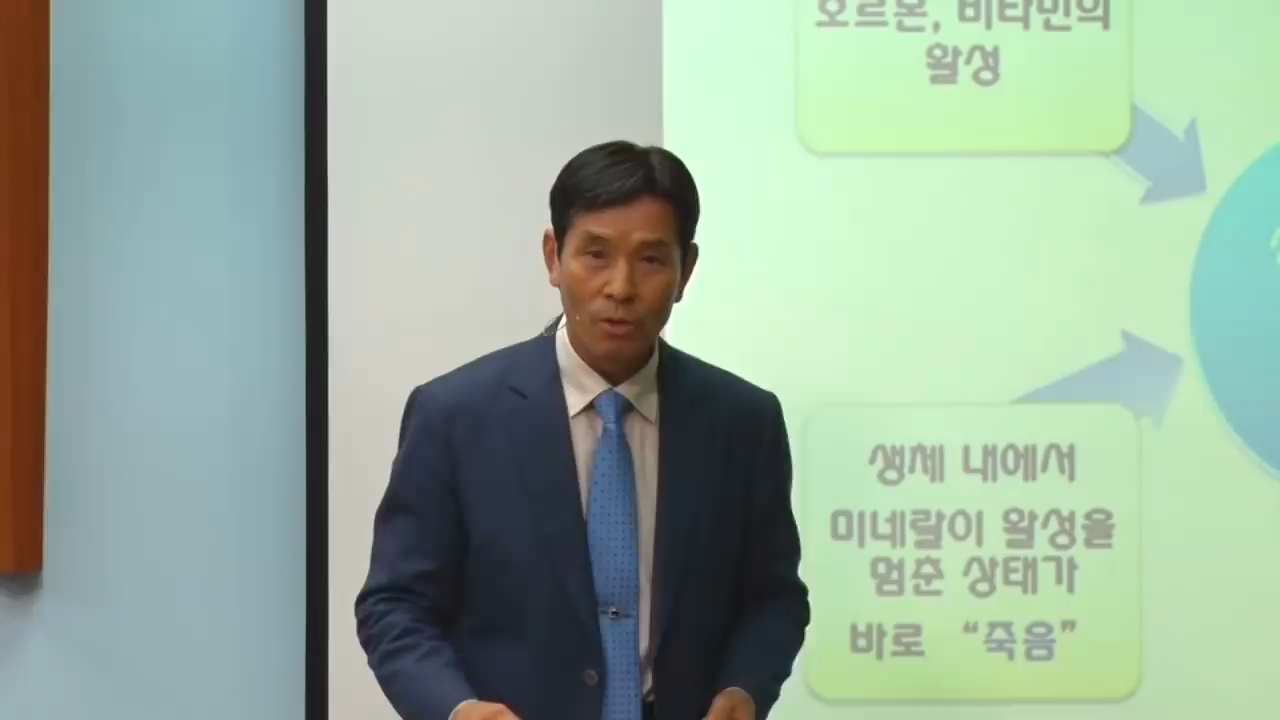 호르몬, 비타민의
활성
생체 내에서
미네랄이 활성을
멈춘 상태가
바로 “죽음”